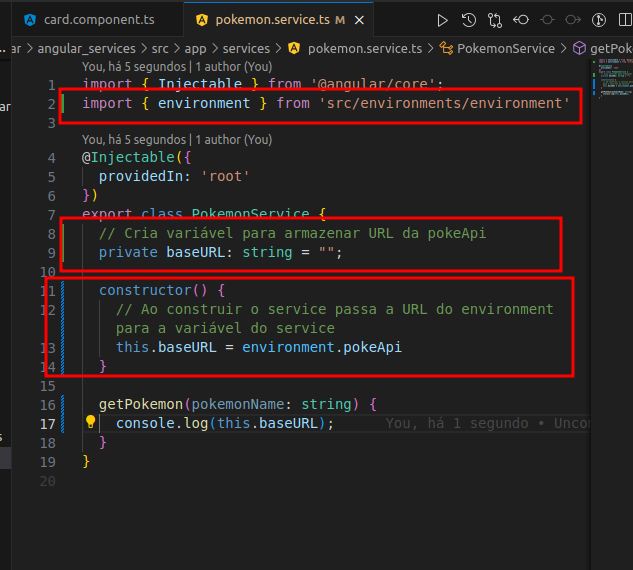 card.component.ts
pokemon.service.ts M
ar > angular_services > src > app > services > pokemon.service.ts > PokemonService > getPoke
You, há 5 segundos | 1 author (You)
1 import { Injectable } from '@angular/core';
2 import { environment } from 'src/environments/environment'
3
You, há 5 segundos | 1 author (You)
4 @Injectable({
5 providedIn: 'root'
6 })
7 export class PokemonService {
8 // Cria variável para armazenar URL da pokeApi
9 private baseURL: string = "";
10
11 constructor() {
12 // Ao construir o service passa a URL do environment
para a variável do service
13 this.baseURL = environment.pokeApi
14 }
15
16 getPokemon(pokemonName: string) {
17 console.log(this.baseURL); You, há 1 segundo • Uncon
18 }
19 }
20